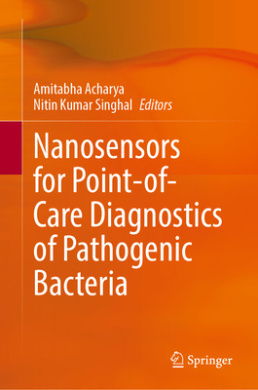 Amitabha Acharya
Nitin Kumar Singhal Editors
Nanosensors
for Point-of-
Care Diagnostics
of Pathogenic
Bacteria
Springer